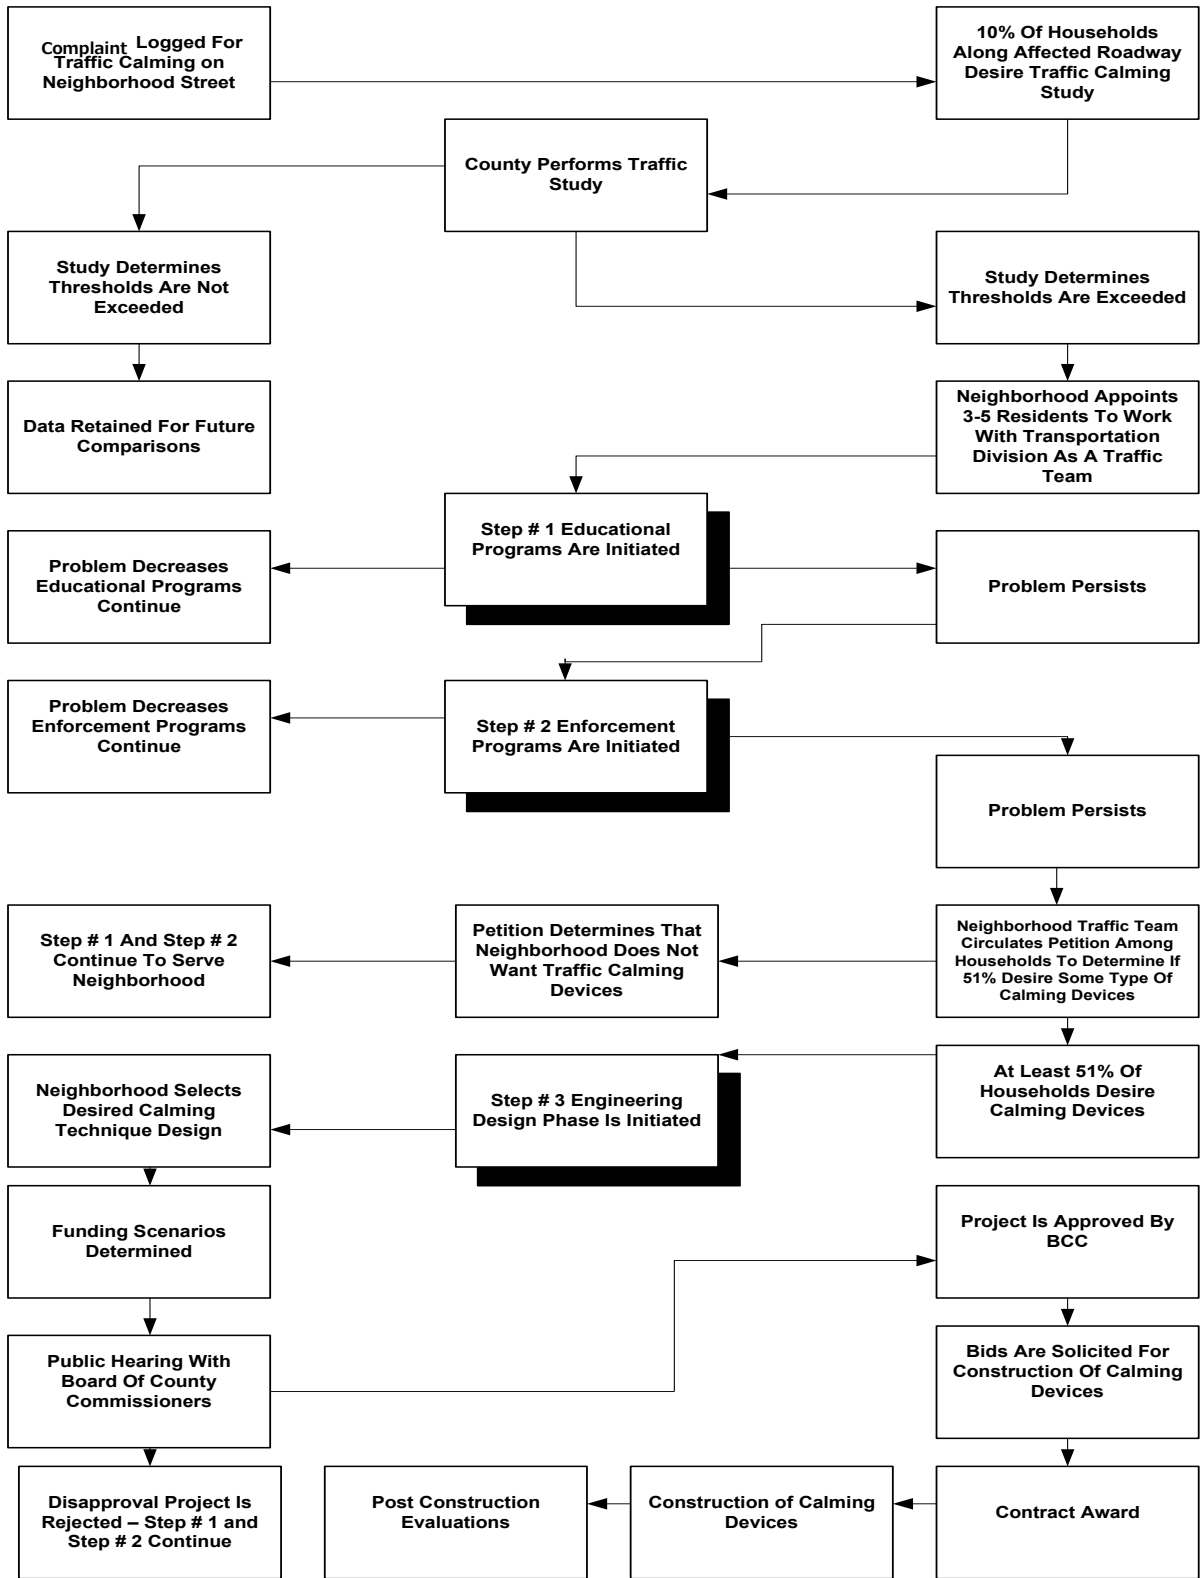 Complaint Logged For
Traffic Calming on
Neighborhood Street
10% Of Households
Along Affected Roadway
Desire Traffic Calming
Study
County Performs Traffic
Study
Study Determines
Thresholds Are Not
Exceeded
Study Determines
Thresholds Are Exceeded
Data Retained For Future
Comparisons
Neighborhood Appoints
3-5 Residents To Work
With Transportation
Division As A Traffic
Team
Step # 1 Educational
Programs Are Initiated
Problem Decreases
Educational Programs
Continue
Problem Persists
Problem Decreases
Enforcement Programs
Continue
Step # 2 Enforcement
Programs Are Initiated
Problem Persists
Step # 1 And Step # 2
Continue To Serve
Neighborhood
Petition Determines That
Neighborhood Does Not
Want Traffic Calming
Devices
Neighborhood Traffic Team
Circulates Petition Among
Households To Determine If
51% Desire Some Type Of
Calming Devices
Neighborhood Selects
Desired Calming
Technique Design
Step # 3 Engineering
Design Phase Is Initiated
At Least 51% Of
Households Desire
Calming Devices
Funding Scenarios
Determined
Project Is Approved By
BCC
Public Hearing With
Board Of County
Commissioners
Bids Are Solicited For
Construction Of Calming
Devices
Disapproval Project Is
Rejected – Step # 1 and
Step # 2 Continue
Post Construction
Evaluations
Construction of Calming
Devices
Contract Award